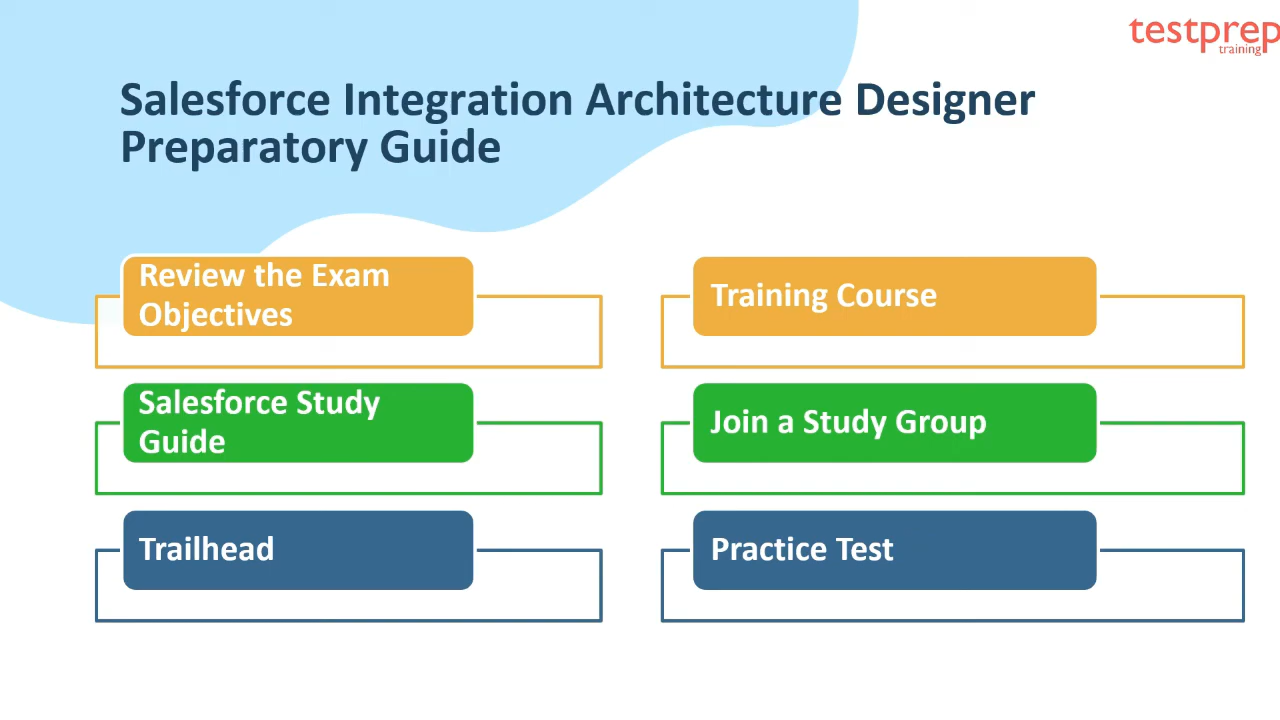 testprep
training
Salesforce Integration Architecture Designer
Preparatory Guide
Review the Exam
Objectives
Training Course
Salesforce Study
Guide
Join a Study Group
Trailhead
Practice Test